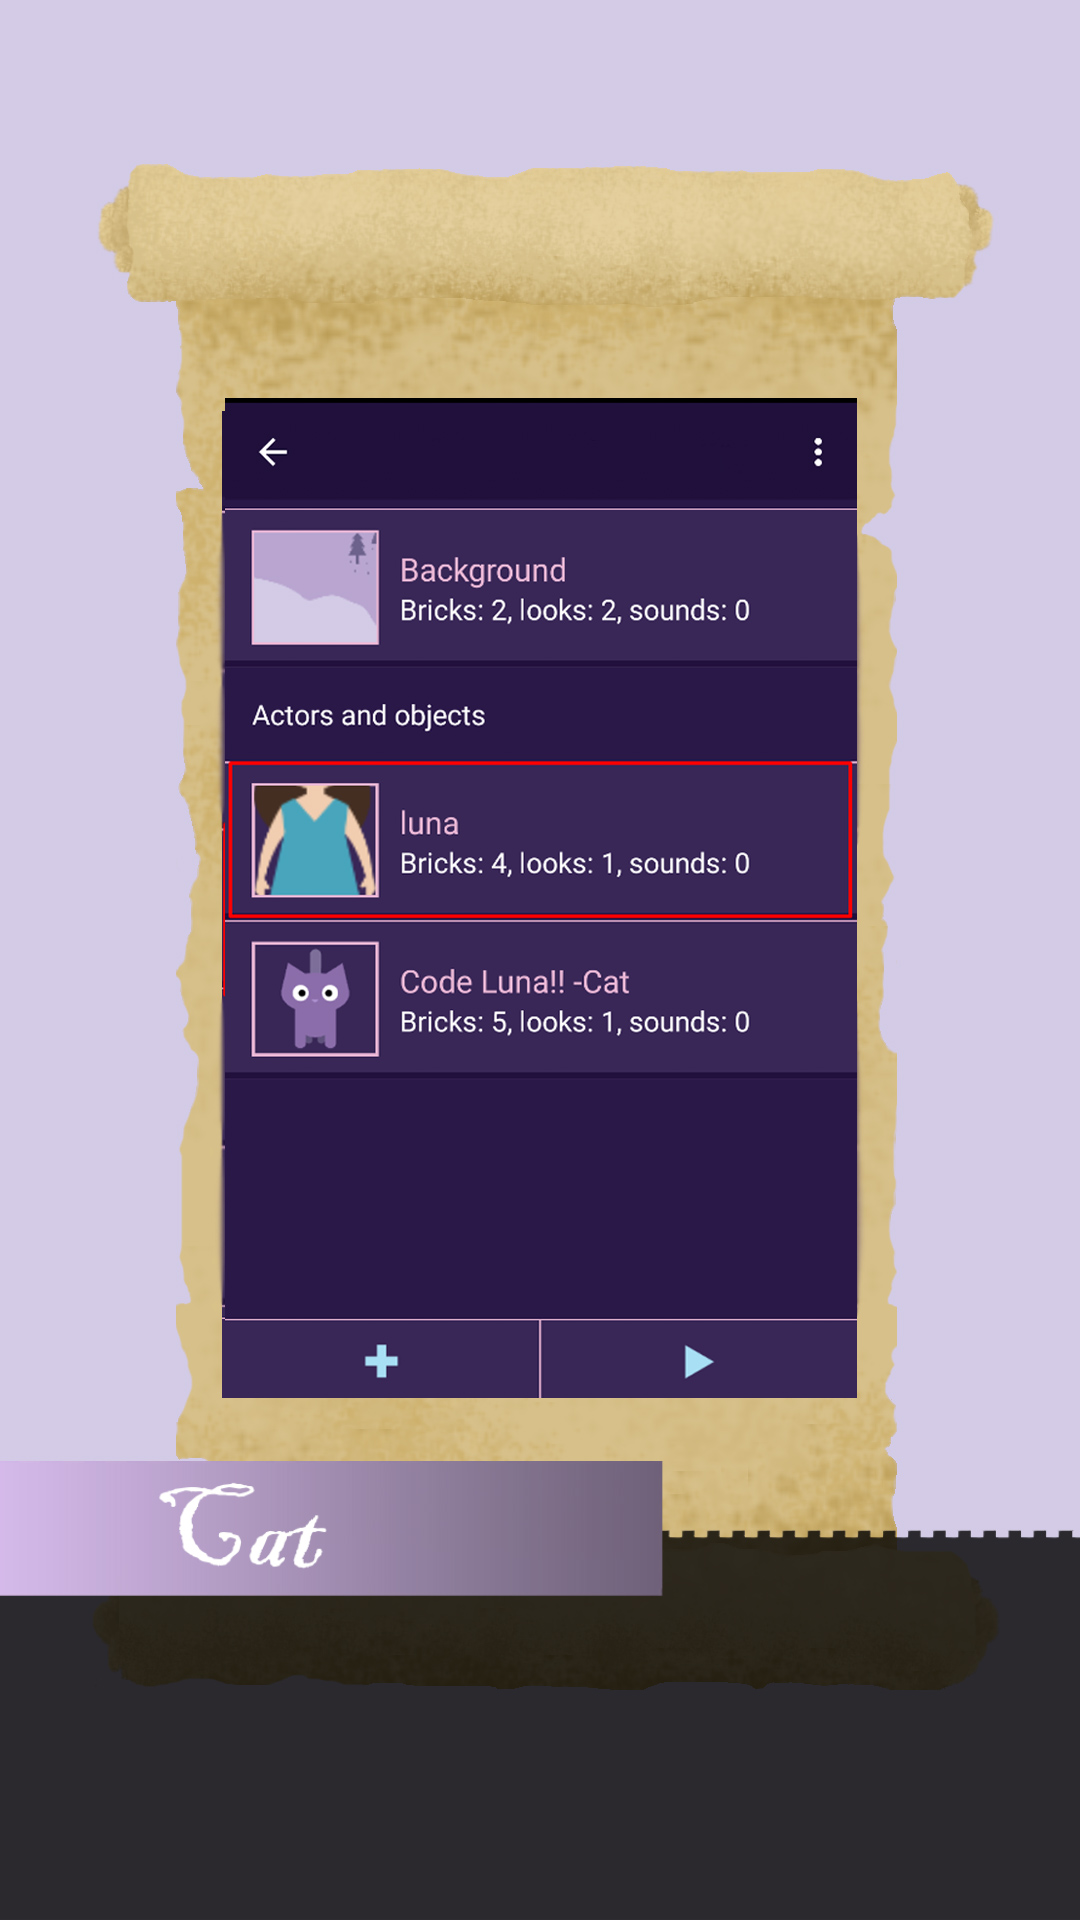 Background
Bricks: 2, looks: 2, sounds: 0
Actors and objects
luna
Bricks: 4, looks: 1, sounds: 0
Code Luna!! -Cat
Bricks: 5, looks: 1, sounds: 0
Cat